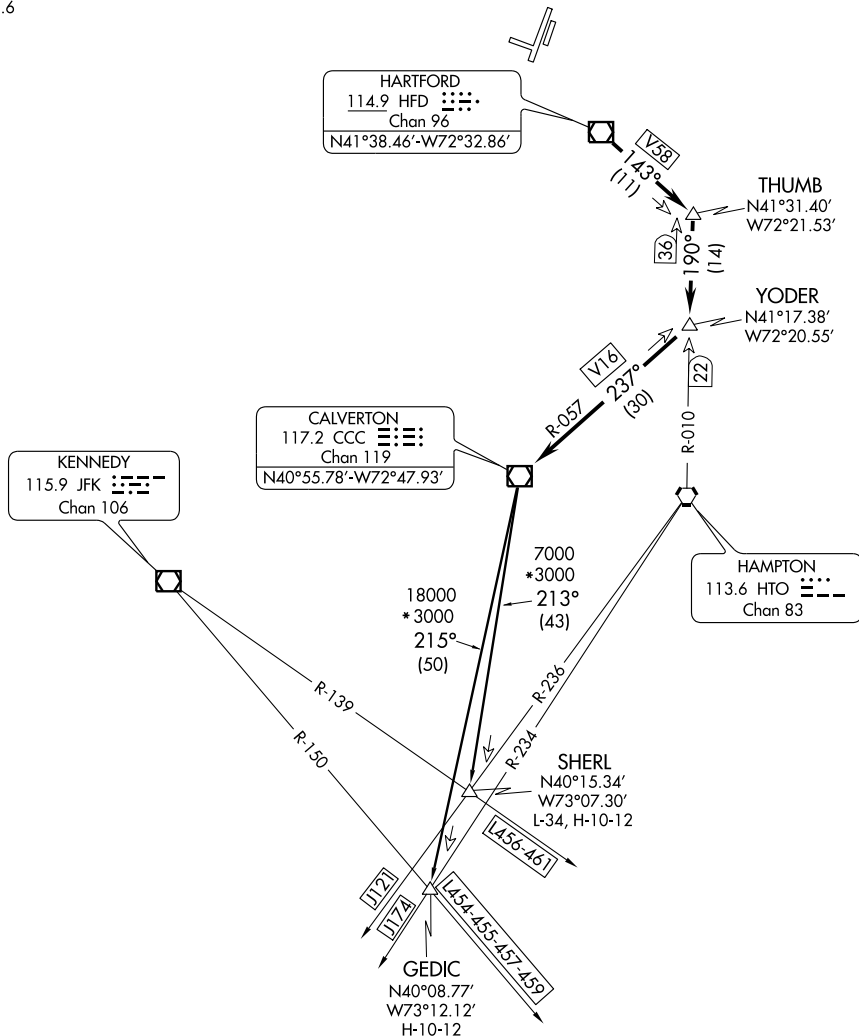 .6
HARTFORD
114.9 HFD
Chan 96
N41°38.46'-W72°32.86'
V58
143°
(11)
THUMB
N41°31.40'
W72°21.53'
36
190°
(14)
YODER
N41°17.38'
W72°20.55'
V16
237°
(30)
R-057
22
R-010
CALVERTON
117.2 CCC
Chan 119
N40°55.78'-W72°47.93'
KENNEDY
115.9 JFK
Chan 106
HAMPTON
113.6 HTO
Chan 83
7000
*3000
213°
(43)
18000
*3000
215°
(50)
R-139
R-150
R-236
R-234
SHERL
N40°15.34'
W73°07.30'
L-34, H-10-12
L456-461
J121
J174
L454-455-457-459
GEDIC
N40°08.77'
W73°12.12'
H-10-12